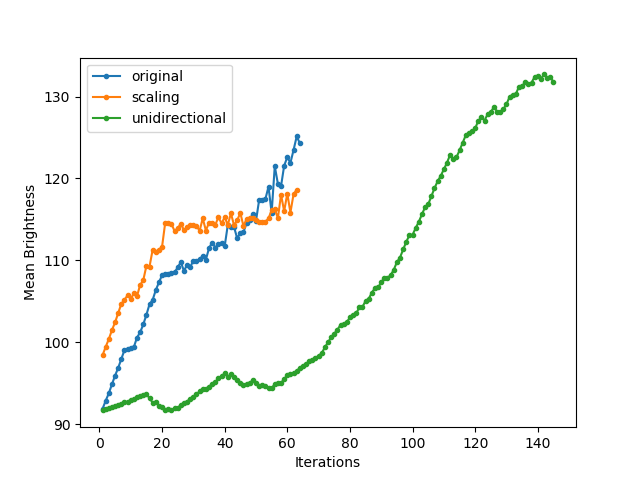 original
scaling
unidirectional
130
120
110
100
90
Mean Brightness
0 20 40 60 80 100 120 140
Iterations